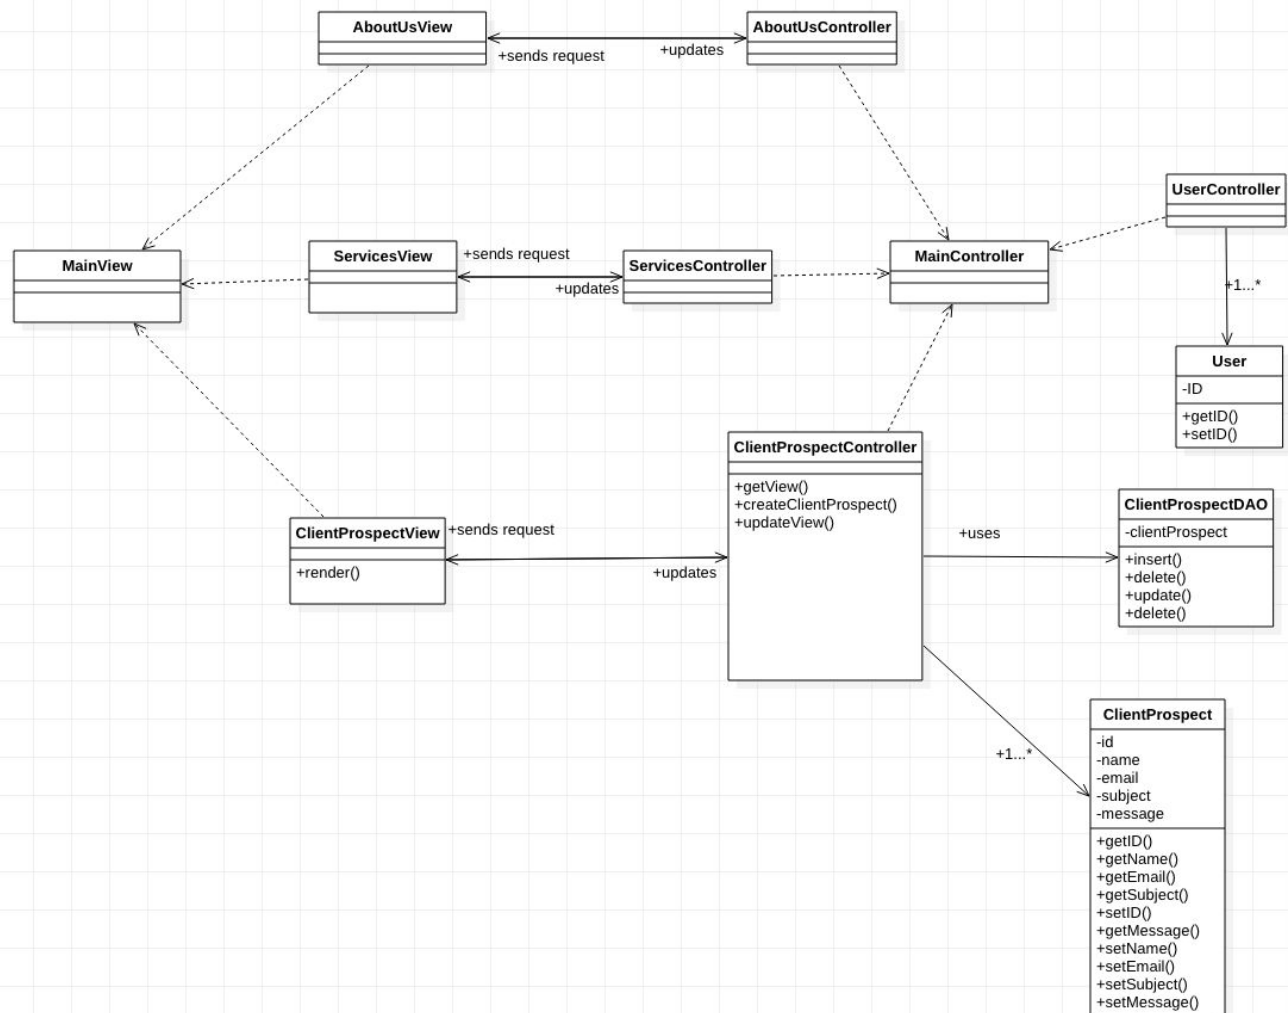 AboutUsView
+sends request
+updates
AboutUsController
UserController
MainView
ServicesView
+sends request
+updates
ServicesController
MainController
+1...*
User
-ID
+getID()
+setID()
ClientProspectView
+render()
+sends request
+updates
ClientProspectController
+getView()
+createClientProspect()
+updateView()
+uses
ClientProspectDAO
-clientProspect
+insert()
+delete()
+update()
+delete()
+1...*
ClientProspect
-id
-name
-email
-subject
-message
+getID()
+getName()
+getEmail()
+getSubject()
+setID()
+getMessage()
+setName()
+setEmail()
+setSubject()
+setMessage()